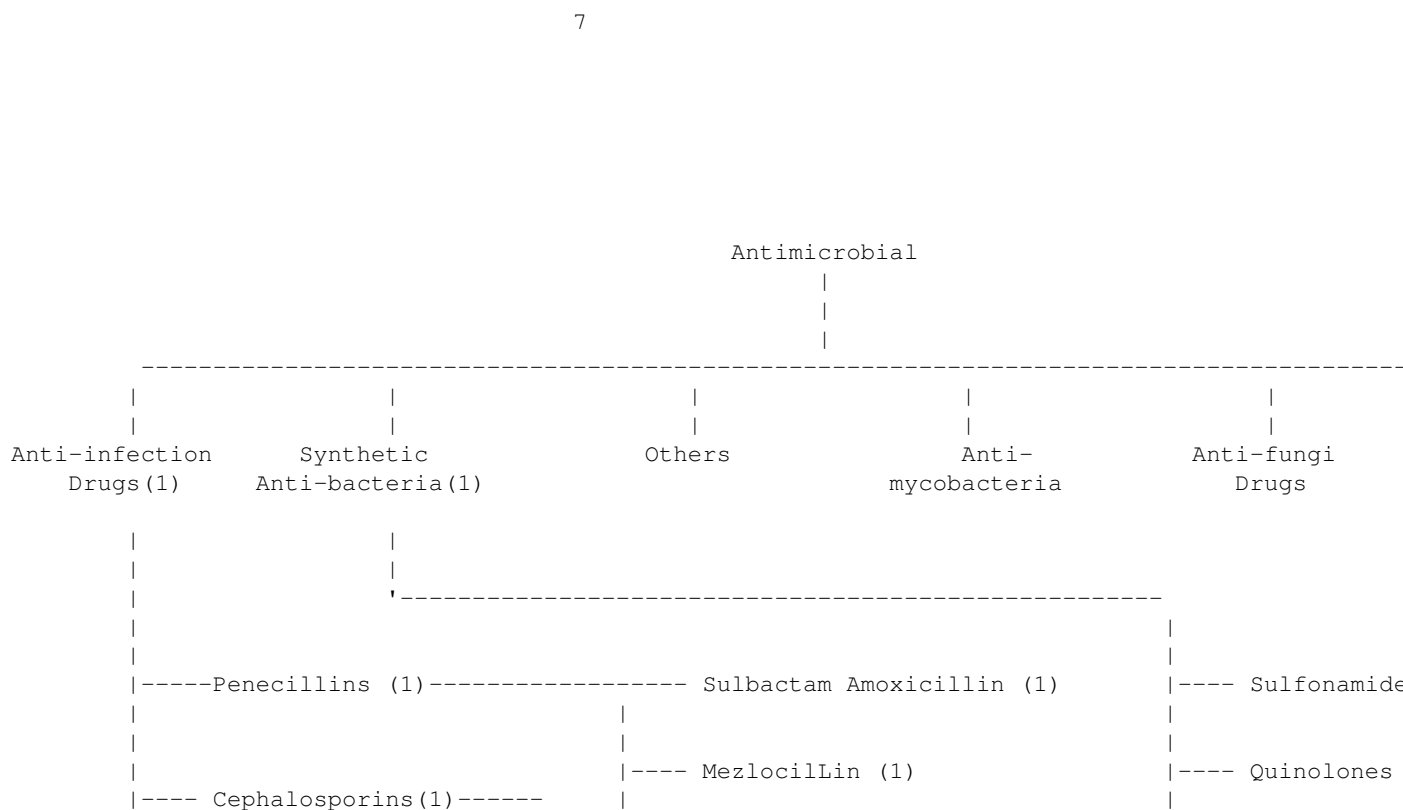 7
Antimicrobial
Anti-infection Synthetic Others Anti- Anti-fungi
Drugs(1) Anti-bacteria(1) mycobacteria Drugs
|-----Penecillins (1)------------------ Sulbactam Amoxicillin (1) |---- Sulfonamide
|---- MezlocilLin (1) |---- Quinolones
|---- Cephalosporins(1)------